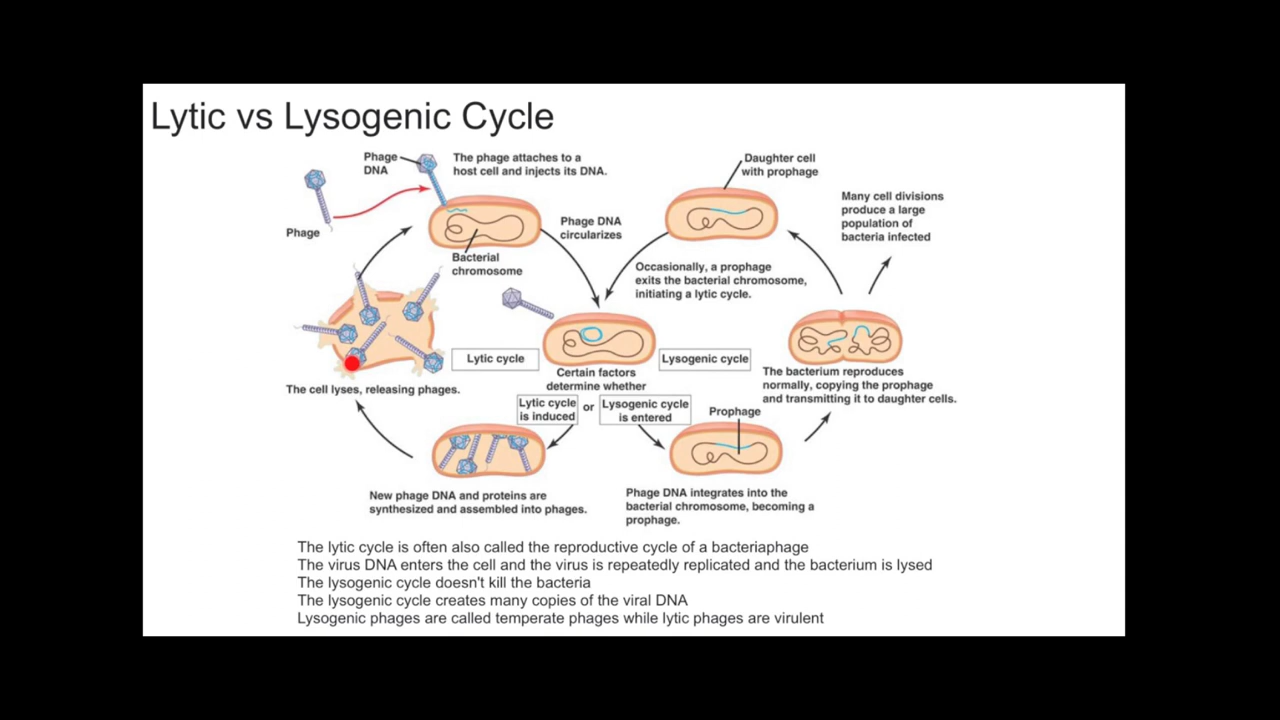 Lytic vs Lysogenic Cycle
Phage
DNA
The phage attaches to a
host cell and injects its DNA.
Daughter cell
with prophage
Many cell divisions
produce a large
population of
bacteria infected
Phage
Phage DNA
circularizes
Bacterial
chromosome
Occasionally, a prophage
exits the bacterial chromosome,
initiating a lytic cycle.
Lytic cycle
Lysogenic cycle
The cell lyses, releasing phages.
Certain factors
determine whether
The bacterium reproduces
normally, copying the prophage
and transmitting it to daughter cells.
Lytic cycle
is induced
or
Lysogenic cycle
is entered
Prophage
New phage DNA and proteins are
synthesized and assembled into phages.
Phage DNA integrates into the
bacterial chromosome, becoming a
prophage.
The lytic cycle is often also called the reproductive cycle of a bacteriaphage
The virus DNA enters the cell and the virus is repeatedly replicated and the bacterium is lysed
The lysogenic cycle doesn't kill the bacteria
The lysogenic cycle creates many copies of the viral DNA
Lysogenic phages are called temperate phages while lytic phages are virulent